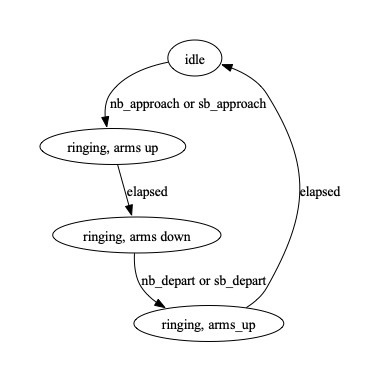 idle
nb_approach or sb_approach
ringing, arms up
elapsed
elapsed
ringing, arms down
nb_depart or sb_depart
ringing, arms_up